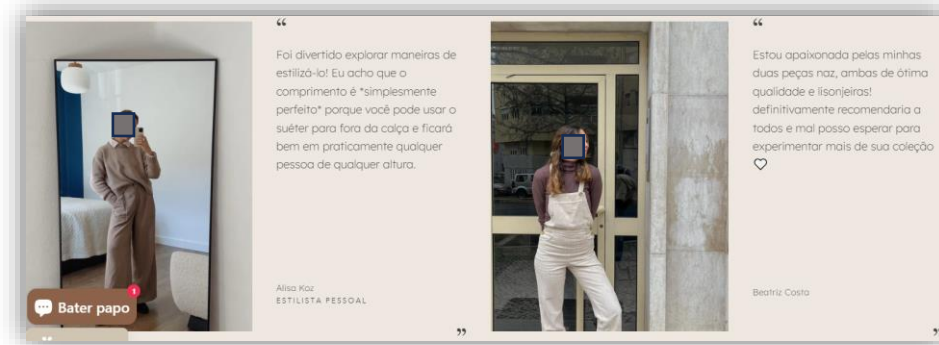 “
Foi divertido explorar maneiras de
estilizá-lo! Eu acho que o
comprimento é *simplesmente
perfeito* porque você pode usar o
suéter para fora da calça e ficará
bem em praticamente qualquer
pessoa de qualquer altura.
Alisa Koz
ESTILISTA PESSOAL
”
“
Estou apaixonada pelas minhas
duas peças naz, ambas de ótima
qualidade e lisonjeiras!
definitivamente recomendaria a
todos e mal posso esperar para
experimentar mais de sua coleção
♡
Beatriz Costa
”
Bater papo
1